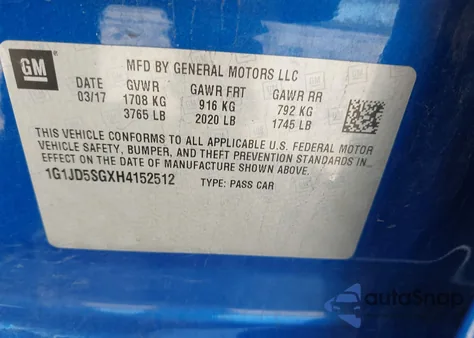 GM
MFD BY GENERAL MOTORS LLC
DATE GVWR GAWR FRT GAWR RR
03/17 1708 KG 916 KG 792 KG
3765 LB 2020 LB 1745 LB
THIS VEHICLE CONFORMS TO ALL APPLICABLE U.S. FEDERAL MOTOR
VEHICLE SAFETY, BUMPER, AND THEFT PREVENTION STANDARDS IN
EFFECT ON THE DATE OF MANUFACTURE SHOWN ABOVE.
1G1JD5SGXH4152512 TYPE: PASS CAR
autoSnap